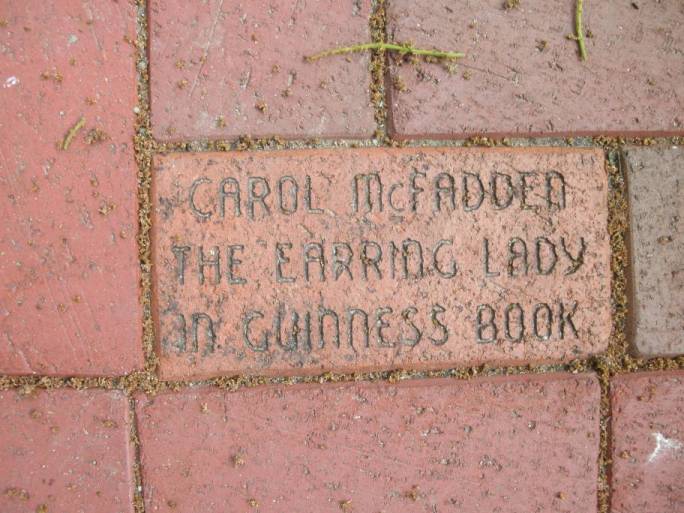 CAROL McFADDEN
THE EARRING LADY
IN GUINNESS BOOK